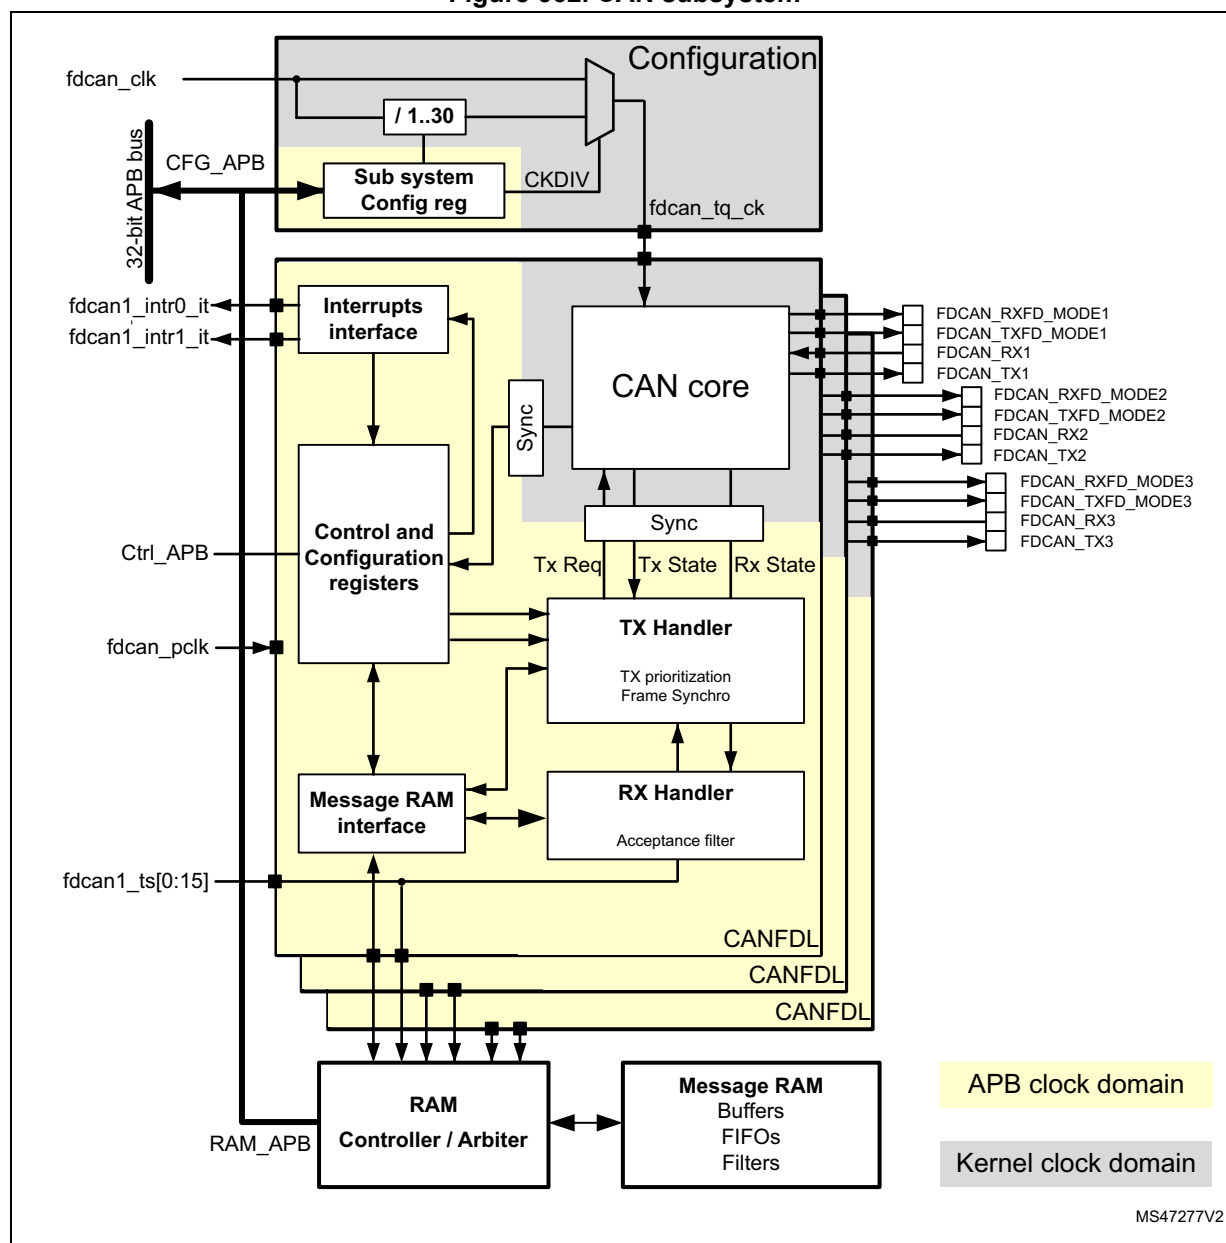 Configuration
fdcan_clk
/ 1..30
32-bit APB bus
CFG_APB
Sub system
Config reg
CKDIV
fdcan_tq_ck
fdcan1_intr0_it
fdcan1_intr1_it
Interrupts
interface
CAN core
Sync
FDCAN_RXFD_MODE1
FDCAN_TXFD_MODE1
FDCAN_RX1
FDCAN_TX1
FDCAN_RXFD_MODE2
FDCAN_TXFD_MODE2
FDCAN_RX2
FDCAN_TX2
FDCAN_RXFD_MODE3
FDCAN_TXFD_MODE3
FDCAN_RX3
FDCAN_TX3
Ctrl_APB
Control and
Configuration
registers
Sync
Tx Req
Tx State
Rx State
fdcan_pclk
TX Handler
TX prioritization
Frame Synchro
Message RAM
interface
RX Handler
Acceptance filter
fdcan1_ts[0:15]
CANFDL
CANFDL
CANFDL
RAM_APB
RAM
Controller / Arbiter
Message RAM
Buffers
FIFOs
Filters
APB clock domain
Kernel clock domain
MS47277V2